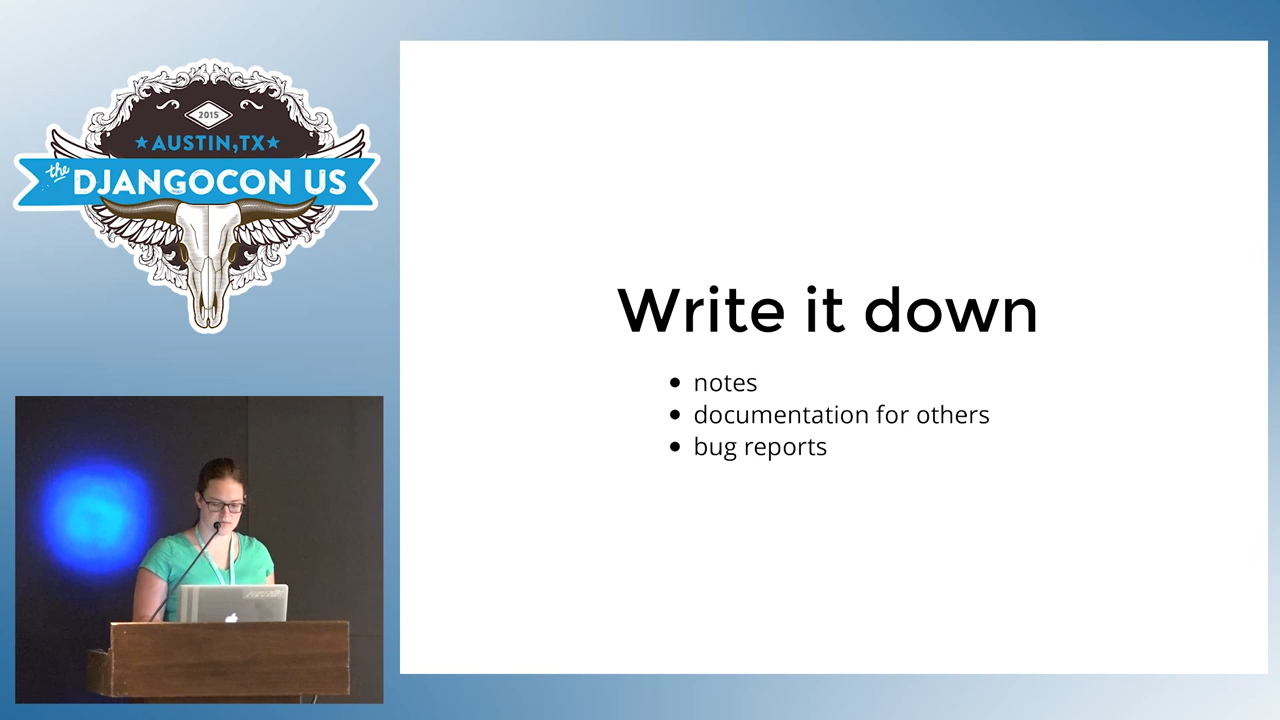 2015
AUSTIN, TX
the
DJANGOCON US
Write it down
notes
documentation for others
bug reports